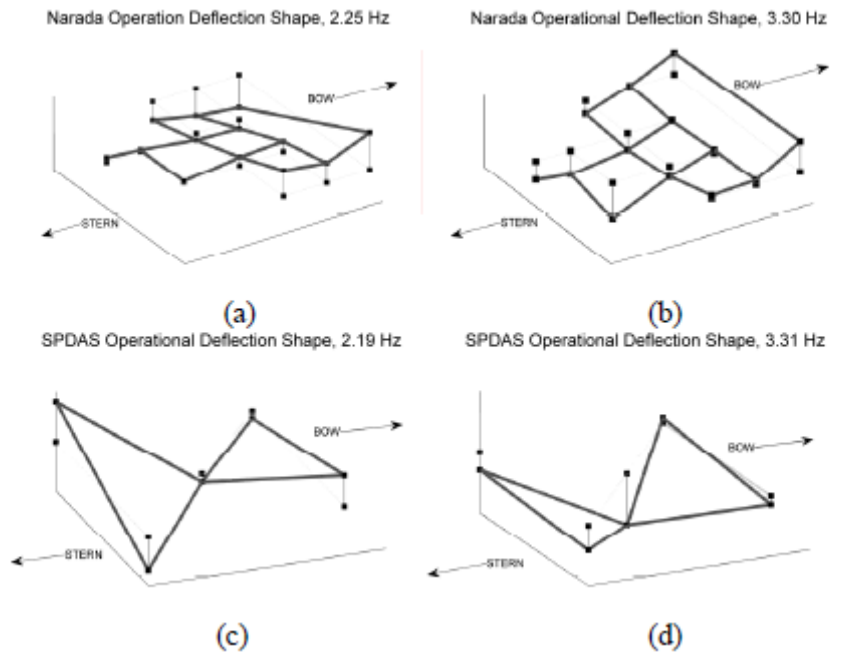 Narada Operation Deflection Shape, 2.25 Hz
BOW
STERN
(a)
Narada Operational Deflection Shape, 3.30 Hz
BOW
STERN
(b)
SPDAS Operational Deflection Shape, 2.19 Hz
BOW
STERN
(c)
SPDAS Operational Deflection Shape, 3.31 Hz
BOW
STERN
(d)